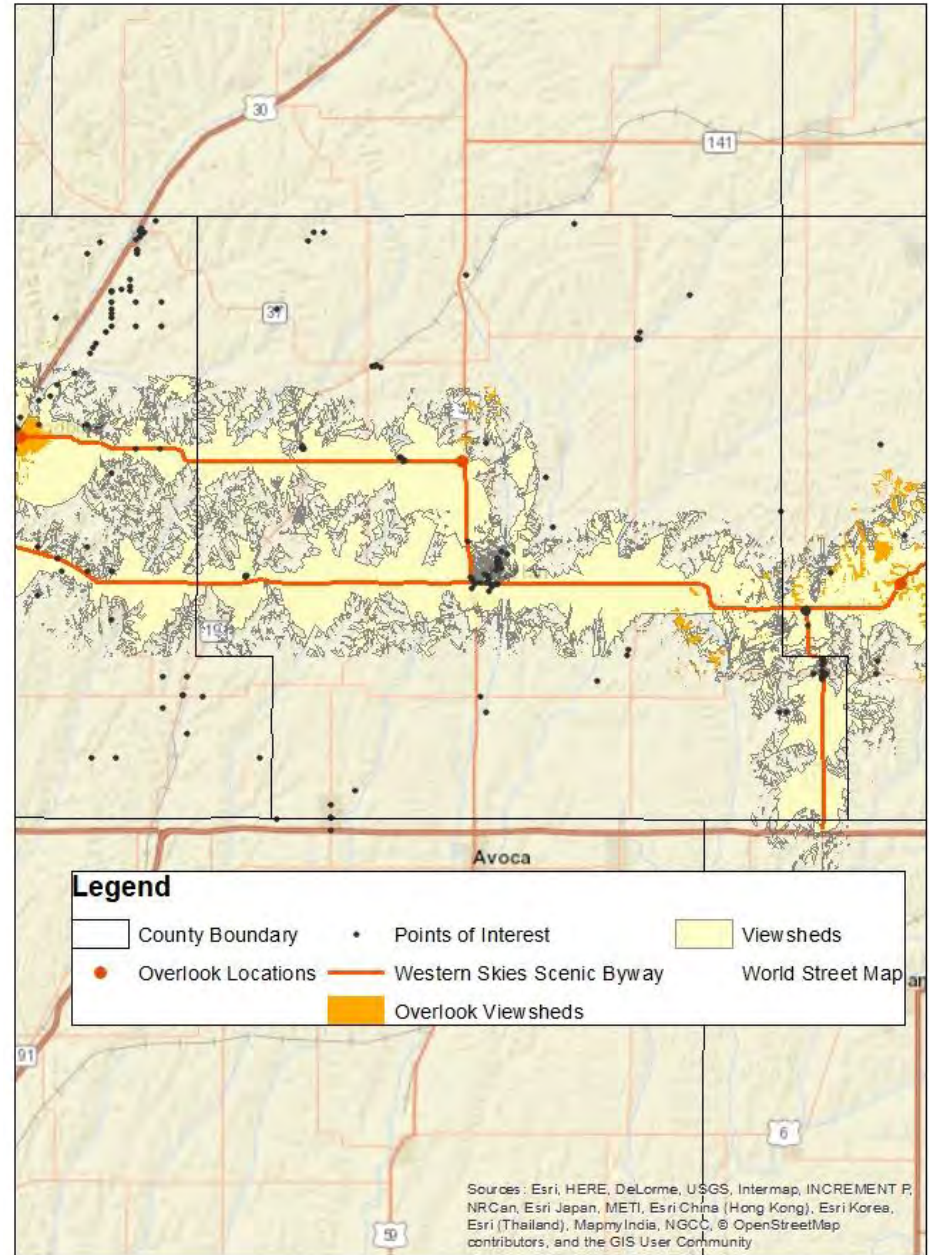 30
141
37
191
Avoca
Legend
County Boundary
Points of Interest
Viewsheds
Overlook Locations
Western Skies Scenic Byway
World Street Map
Overlook Viewsheds
91
6
59
Sources: Esri, HERE, DeLorme, USGS, Intermap, INCREMENT P,
NRCan, Esri Japan, METI, Esri China (Hong Kong), Esri Korea,
Esri (Thailand), MapmyIndia, NGCC, © OpenStreetMap
contributors, and the GIS User Community